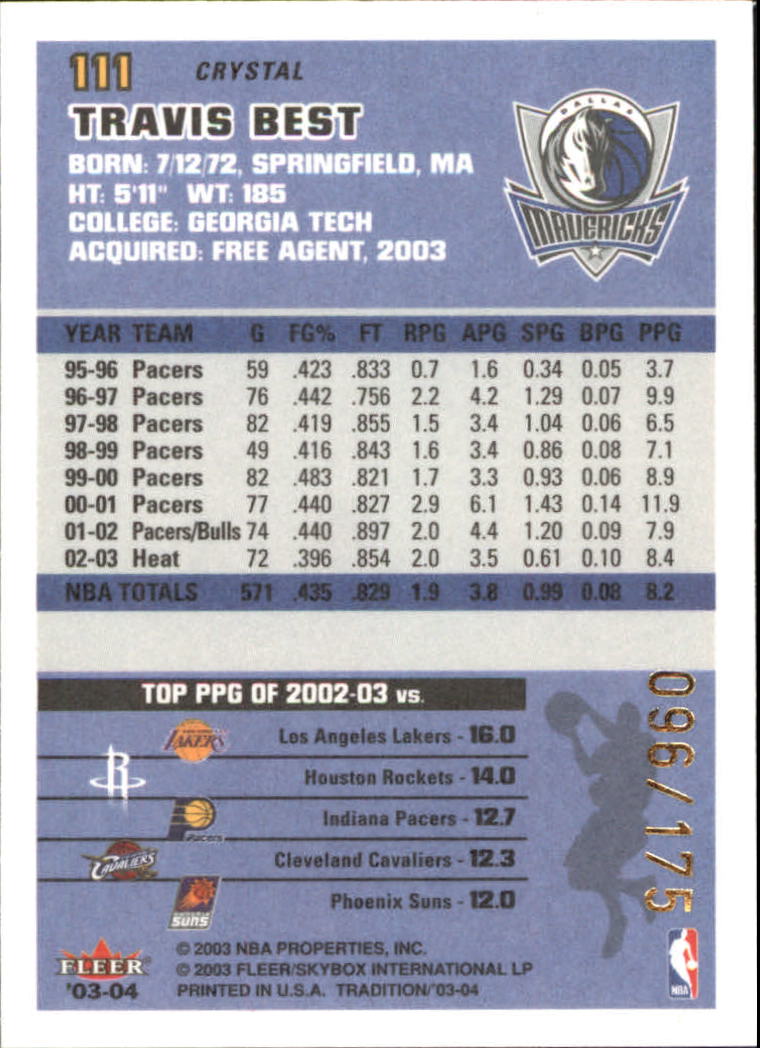 111 CRYSTAL
TRAVIS BEST
BORN: 7/12/72, SPRINGFIELD, MA
HT: 5'11" WT: 185
COLLEGE: GEORGIA TECH
ACQUIRED: FREE AGENT, 2003
DALLAS
MAVERICKS
YEAR TEAM G FG% FT RPG APG SPG BPG PPG
95-96 Pacers 59 .423 .833 0.7 1.6 0.34 0.05 3.7
96-97 Pacers 76 .442 .756 2.2 4.2 1.29 0.07 9.9
97-98 Pacers 82 .419 .855 1.5 3.4 1.04 0.06 6.5
98-99 Pacers 49 .416 .843 1.6 3.4 0.86 0.08 7.1
99-00 Pacers 82 .483 .821 1.7 3.3 0.93 0.06 8.9
00-01 Pacers 77 .440 .827 2.9 6.1 1.43 0.14 11.9
01-02 Pacers/Bulls 74 .440 .897 2.0 4.4 1.20 0.09 7.9
02-03 Heat 72 .396 .854 2.0 3.5 0.61 0.10 8.4
NBA TOTALS 571 .435 .829 1.9 3.8 0.99 0.08 8.2
TOP PPG OF 2002-03 VS.
LAKERS
Los Angeles Lakers - 16.0
R
Houston Rockets - 14.0
Pacers
Indiana Pacers - 12.7
CAVALIERS
Cleveland Cavaliers - 12.3
PHOENIX
SUNS
Phoenix Suns - 12.0
096/175
FLEER
'03-04
© 2003 NBA PROPERTIES, INC.
© 2003 FLEER/SKYBOX INTERNATIONAL LP
PRINTED IN U.S.A. TRADITION/'03-04
NBA